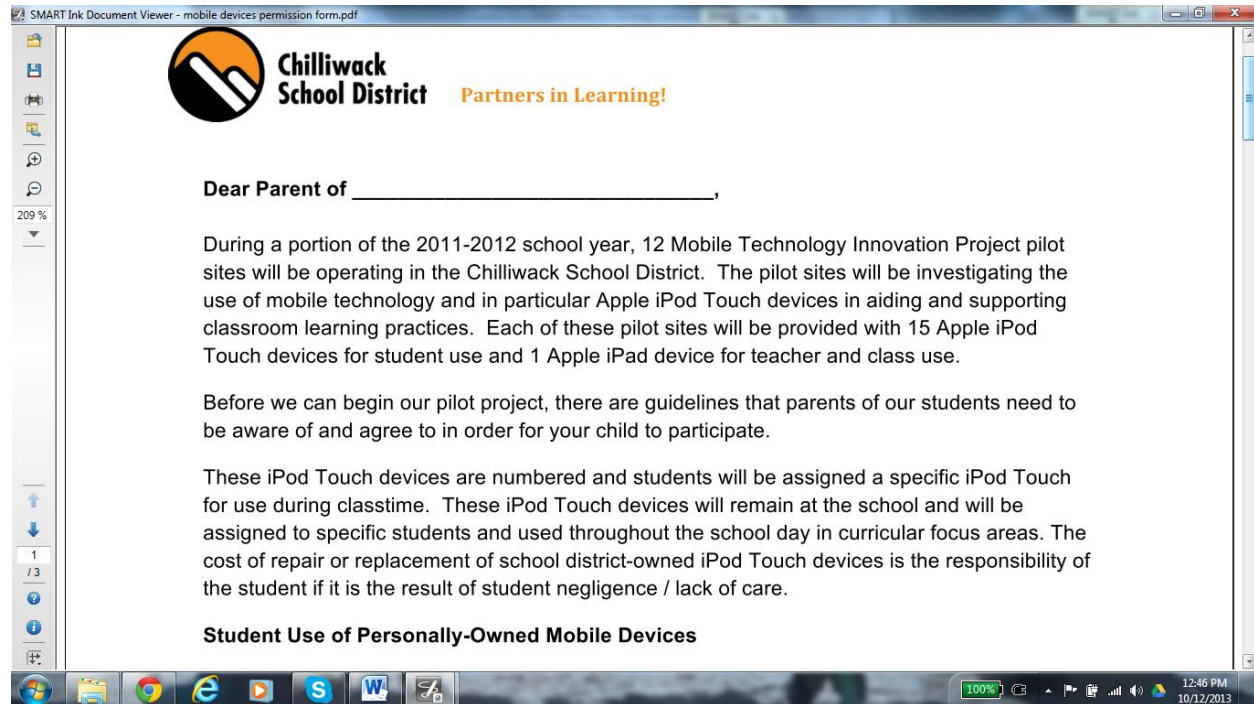 SMART Ink Document Viewer - mobile devices permission form.pdf
Chilliwack
School District Partners in Learning!
Dear Parent of _______________________________,
209 %
During a portion of the 2011-2012 school year, 12 Mobile Technology Innovation Project pilot
sites will be operating in the Chilliwack School District.  The pilot sites will be investigating the
use of mobile technology and in particular Apple iPod Touch devices in aiding and supporting
classroom learning practices.  Each of these pilot sites will be provided with 15 Apple iPod
Touch devices for student use and 1 Apple iPad device for teacher and class use.
Before we can begin our pilot project, there are guidelines that parents of our students need to
be aware of and agree to in order for your child to participate.
These iPod Touch devices are numbered and students will be assigned a specific iPod Touch
for use during classtime.  These iPod Touch devices will remain at the school and will be
assigned to specific students and used throughout the school day in curricular focus areas. The
cost of repair or replacement of school district-owned iPod Touch devices is the responsibility of
the student if it is the result of student negligence / lack of care.
1
/ 3
Student Use of Personally-Owned Mobile Devices
100%
12:46 PM
10/12/2013